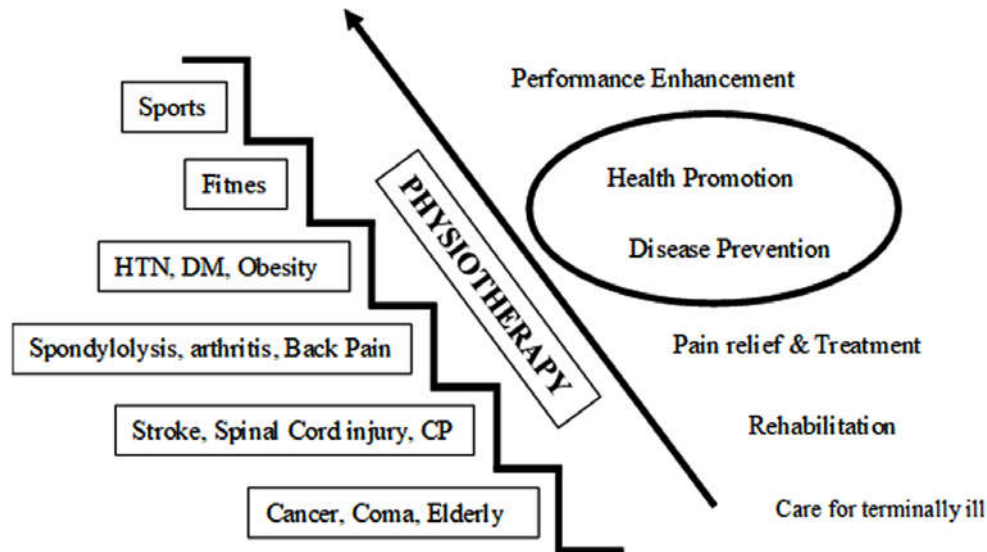 Performance Enhancement
Sports
Health Promotion
Fitnes
PHYSIOTHERAPY
Disease Prevention
HTN, DM, Obesity
Pain relief & Treatment
Spondylolysis, arthritis, Back Pain
Rehabilitation
Stroke, Spinal Cord injury, CP
Care for terminally ill
Cancer, Coma, Elderly